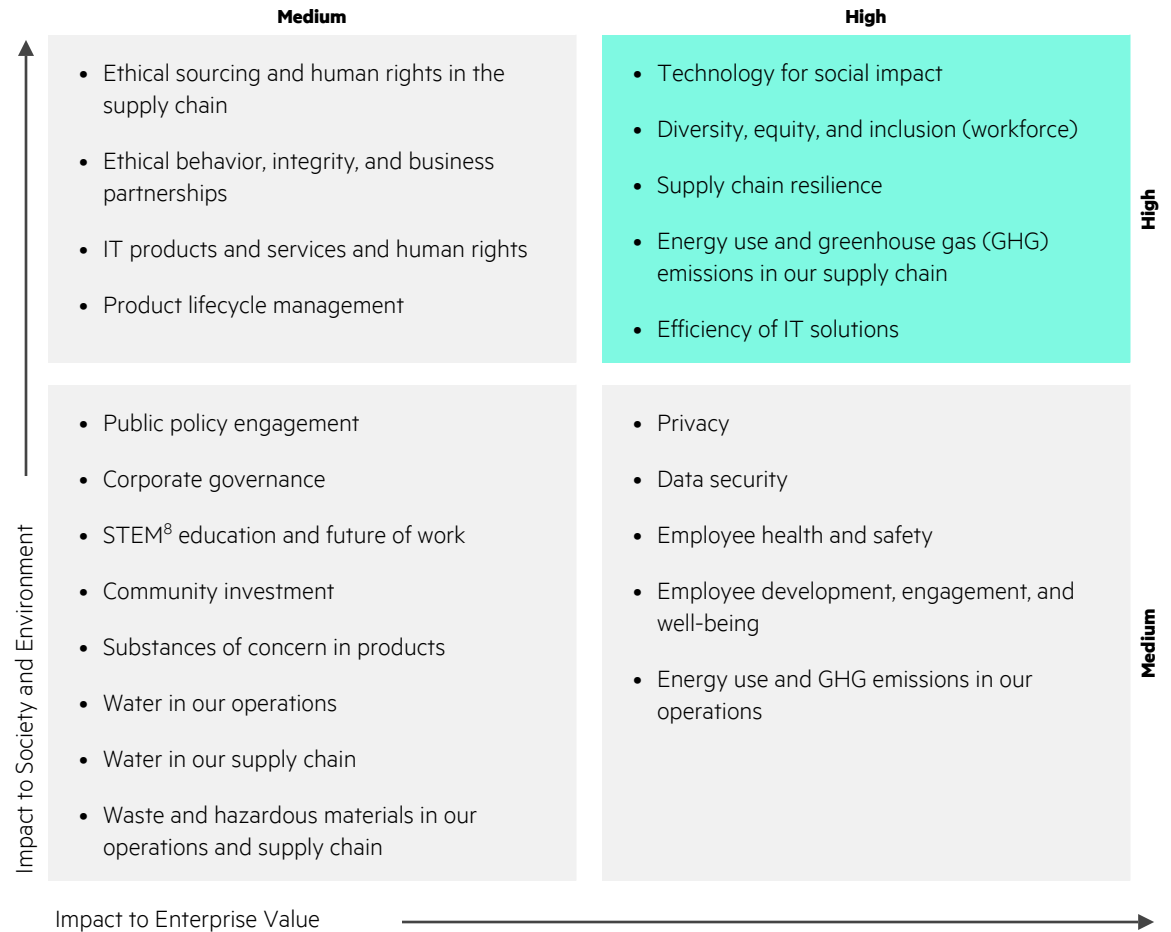 Medium
High
• Ethical sourcing and human rights in the
supply chain
• Ethical behavior, integrity, and business
partnerships
• IT products and services and human rights
• Product lifecycle management
• Technology for social impact
• Diversity, equity, and inclusion (workforce)
• Supply chain resilience
• Energy use and greenhouse gas (GHG)
emissions in our supply chain
• Efficiency of IT solutions
High
• Public policy engagement
• Corporate governance
• STEM⁸ education and future of work
• Community investment
• Substances of concern in products
• Water in our operations
• Water in our supply chain
• Waste and hazardous materials in our
operations and supply chain
• Privacy
• Data security
• Employee health and safety
• Employee development, engagement, and
well-being
• Energy use and GHG emissions in our
operations
Medium
Impact to Society and Environment
Impact to Enterprise Value